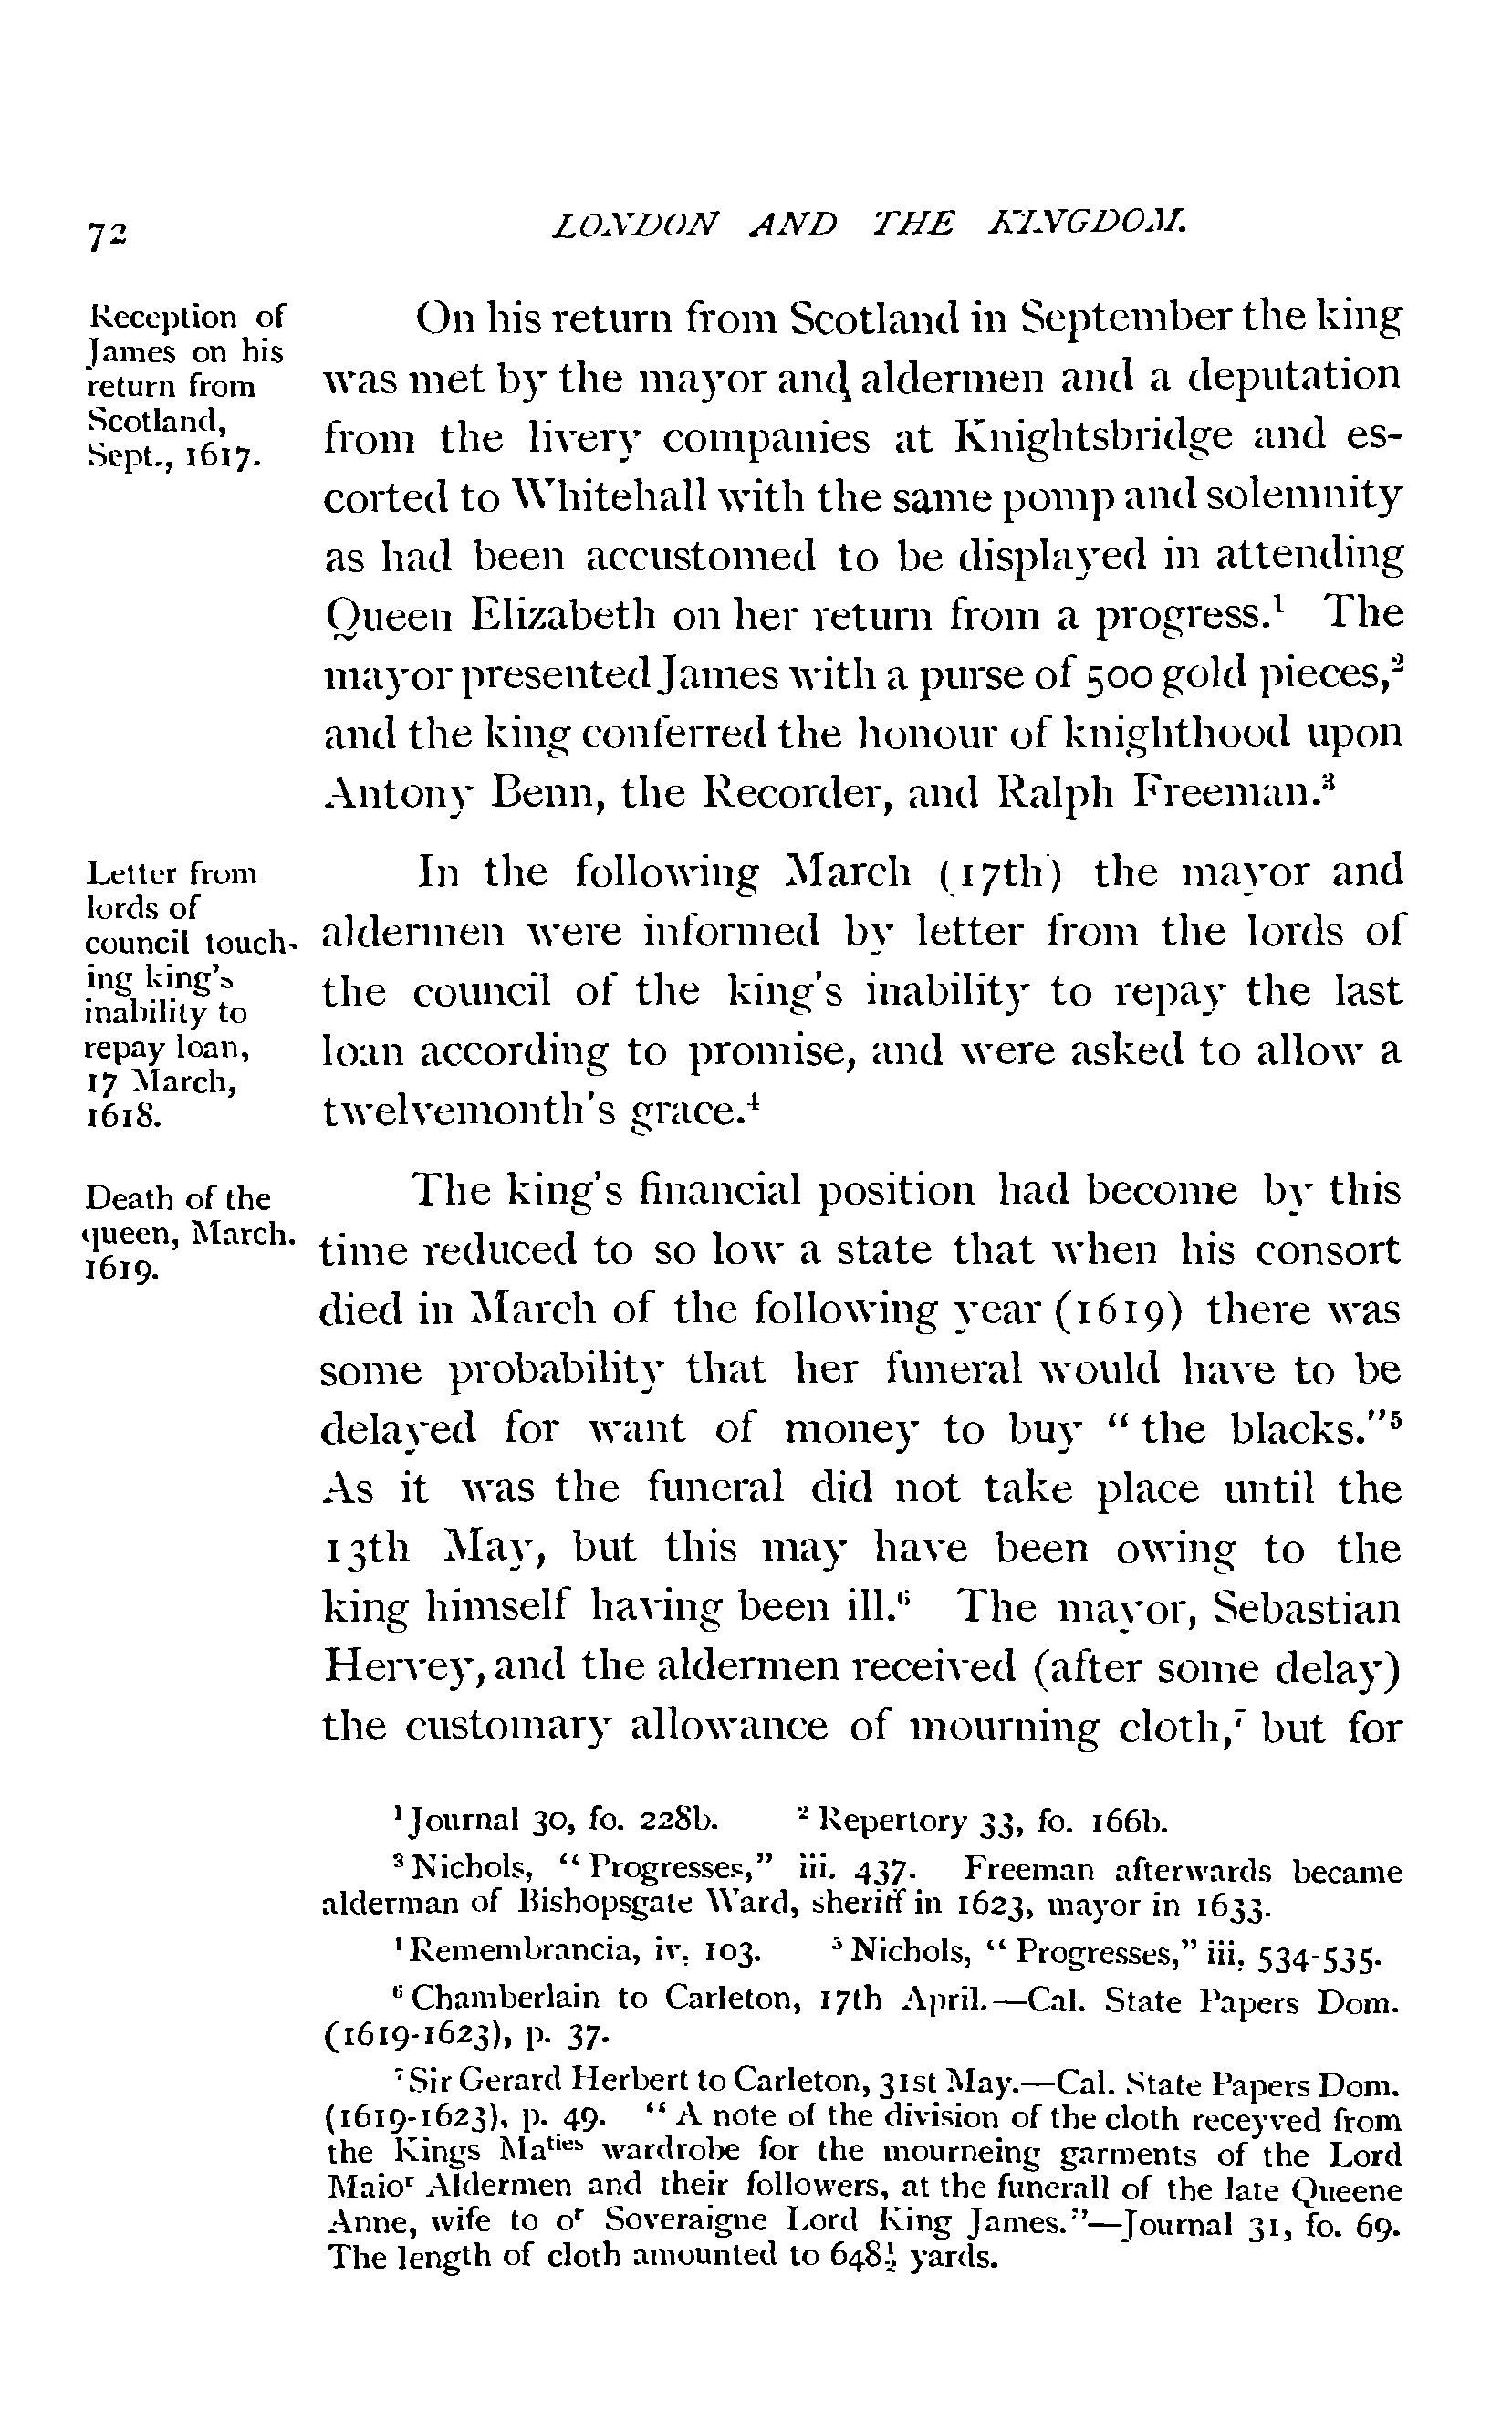 72
LONDON AND THE KINGDOM.
Reception of
James on his
return from
Scotland,
Sept., 1617.
On his return from Scotland in September the king
was met by the mayor and aldermen and a deputation
from the livery companies at Knightsbridge and es-
corted to Whitehall with the same pomp and solemnity
as had been accustomed to be displayed in attending
Queen Elizabeth on her return from a progress.¹ The
mayor presented James with a purse of 500 gold pieces,²
and the king conferred the honour of knighthood upon
Antony Benn, the Recorder, and Ralph Freeman.³
Letter from
lords of
council touch-
ing king's
inability to
repay loan,
17 March,
1618.
In the following March (17th) the mayor and
aldermen were informed by letter from the lords of
the council of the king's inability to repay the last
loan according to promise, and were asked to allow a
twelvemonth's grace.⁴
Death of the
queen, March.
1619.
The king's financial position had become by this
time reduced to so low a state that when his consort
died in March of the following year (1619) there was
some probability that her funeral would have to be
delayed for want of money to buy "the blacks."⁵
As it was the funeral did not take place until the
13th May, but this may have been owing to the
king himself having been ill.⁶ The mayor, Sebastian
Hervey, and the aldermen received (after some delay)
the customary allowance of mourning cloth,⁷ but for
¹ Journal 30, fo. 228b. ² Repertory 33, fo. 166b.
³ Nichols, "Progresses," iii. 437. Freeman afterwards became
alderman of Bishopsgate Ward, sheriff in 1623, mayor in 1633.
⁴ Remembrancia, iv. 103. ⁵ Nichols, "Progresses," iii. 534-535.
⁶ Chamberlain to Carleton, 17th April.—Cal. State Papers Dom.
(1619-1623), p. 37.
⁷ Sir Gerard Herbert to Carleton, 31st May.—Cal. State Papers Dom.
(1619-1623), p. 49. "A note of the division of the cloth receyved from
the Kings Maties wardrobe for the mourneing garments of the Lord
Maior Aldermen and their followers, at the funerall of the late Queene
Anne, wife to or Soveraigne Lord King James."—Journal 31, fo. 69.
The length of cloth amounted to 648½ yards.